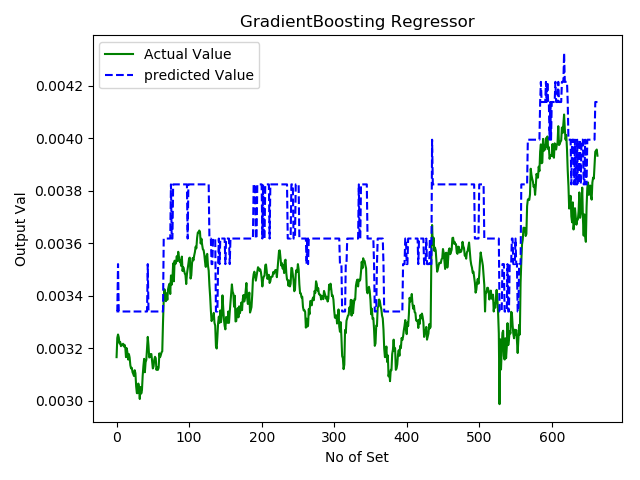 GradientBoosting Regressor
Actual Value
predicted Value
Output Val
0.0042
0.0040
0.0038
0.0036
0.0034
0.0032
0.0030
0 100 200 300 400 500 600
No of Set